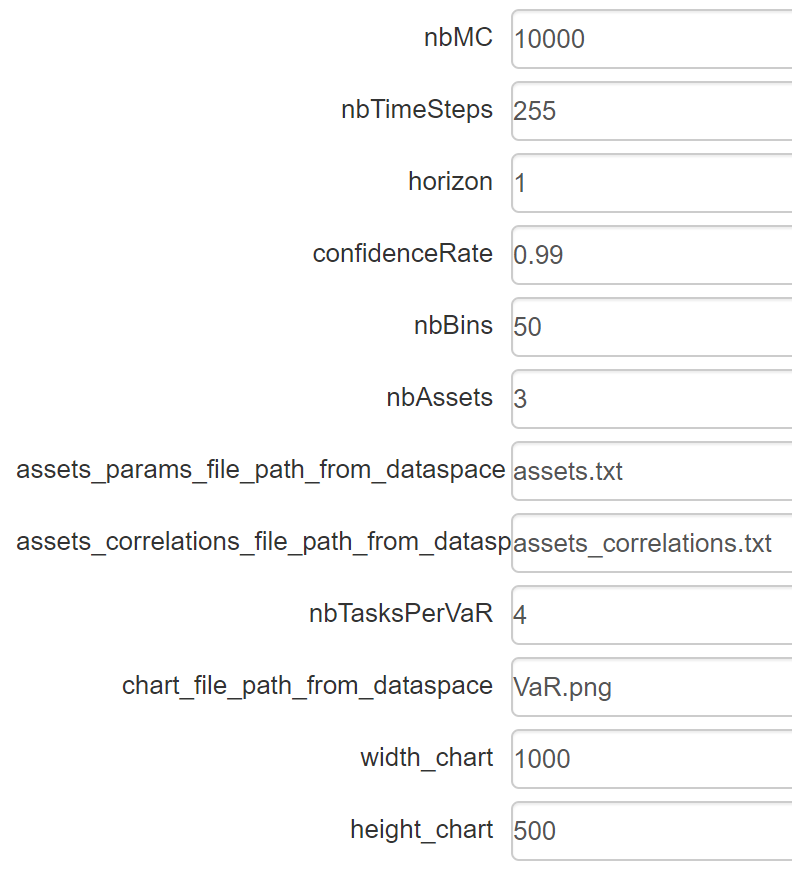 nbMC 10000
nbTimeSteps 255
horizon 1
confidenceRate 0.99
nbBins 50
nbAssets 3
assets_params_file_path_from_dataspace assets.txt
assets_correlations_file_path_from_datasp assets_correlations.txt
nbTasksPerVaR 4
chart_file_path_from_dataspace VaR.png
width_chart 1000
height_chart 500